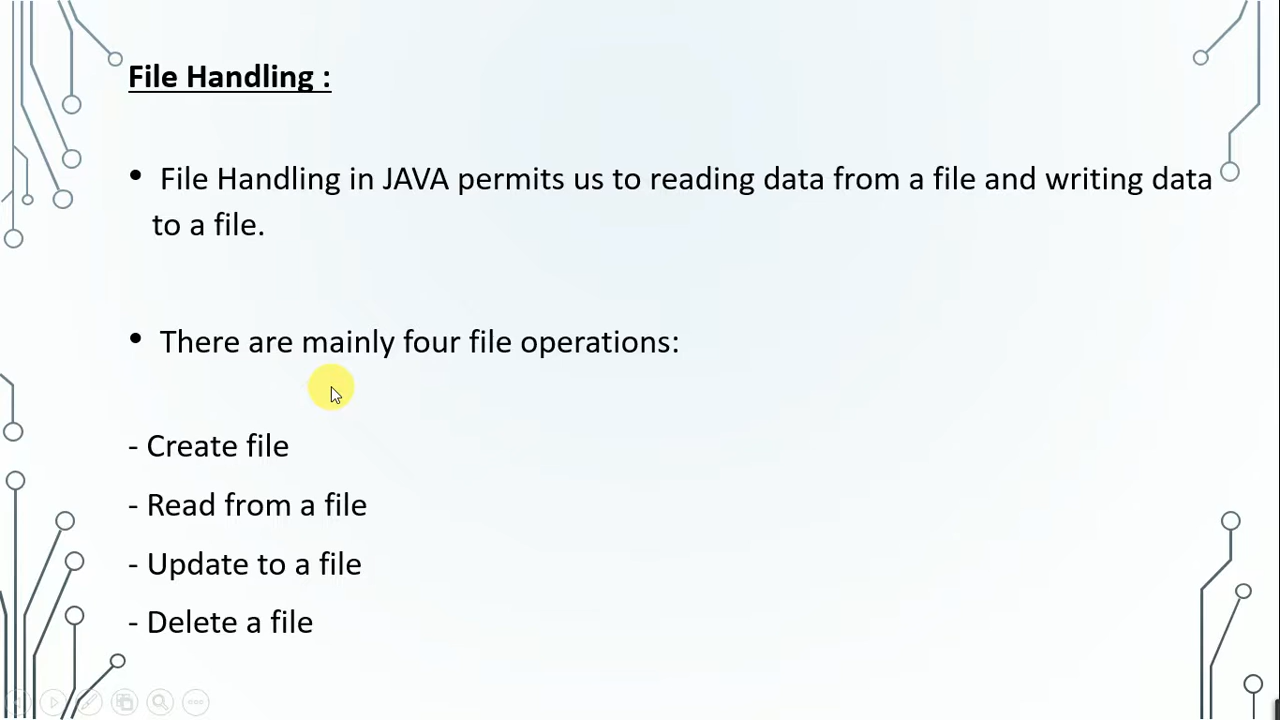 File Handling :
• File Handling in JAVA permits us to reading data from a file and writing data
to a file.
• There are mainly four file operations:
- Create file
- Read from a file
- Update to a file
- Delete a file